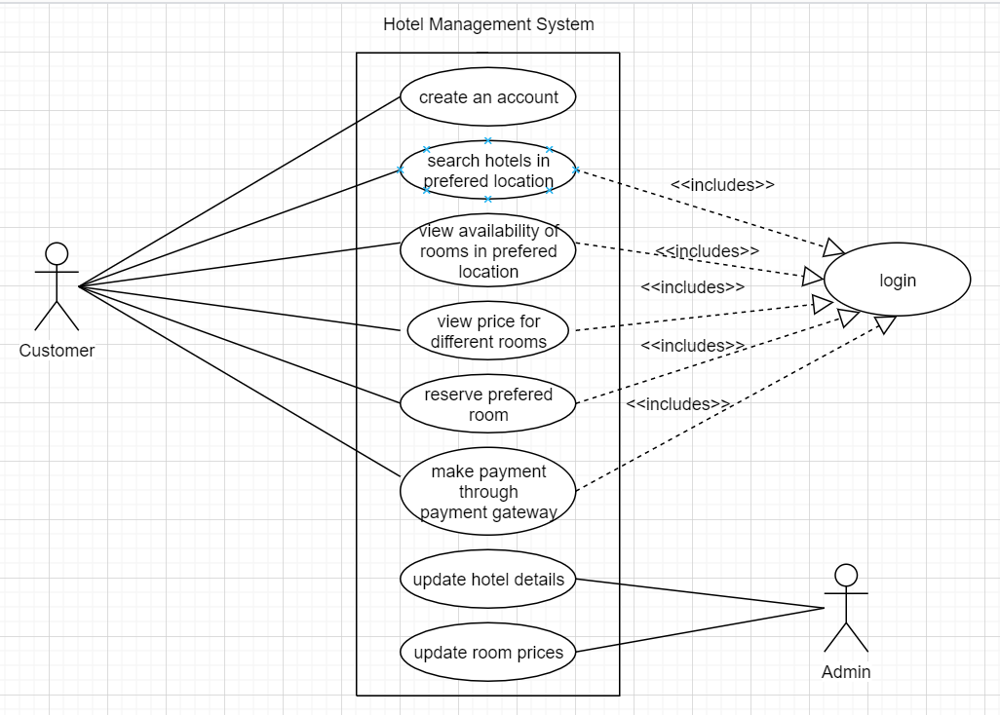 Hotel Management System
create an account
search hotels in
prefered location
<<includes>>
view availability of
rooms in prefered
location
<<includes>>
<<includes>>
login
view price for
different rooms
<<includes>>
Customer
reserve prefered
room
<<includes>>
make payment
through
payment gateway
update hotel details
update room prices
Admin